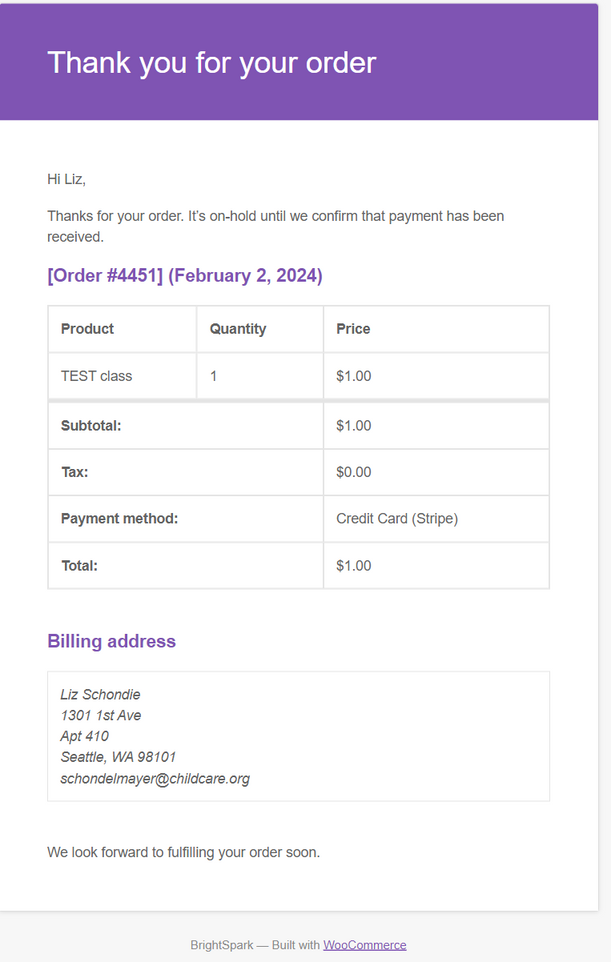 Thank you for your order
Hi Liz,
Thanks for your order. It’s on-hold until we confirm that payment has been
received.
[Order #4451] (February 2, 2024)
Product Quantity Price
TEST class 1 $1.00
Subtotal: $1.00
Tax: $0.00
Payment method: Credit Card (Stripe)
Total: $1.00
Billing address
Liz Schondie
1301 1st Ave
Apt 410
Seattle, WA 98101
schondelmayer@childcare.org
We look forward to fulfilling your order soon.
BrightSpark — Built with WooCommerce